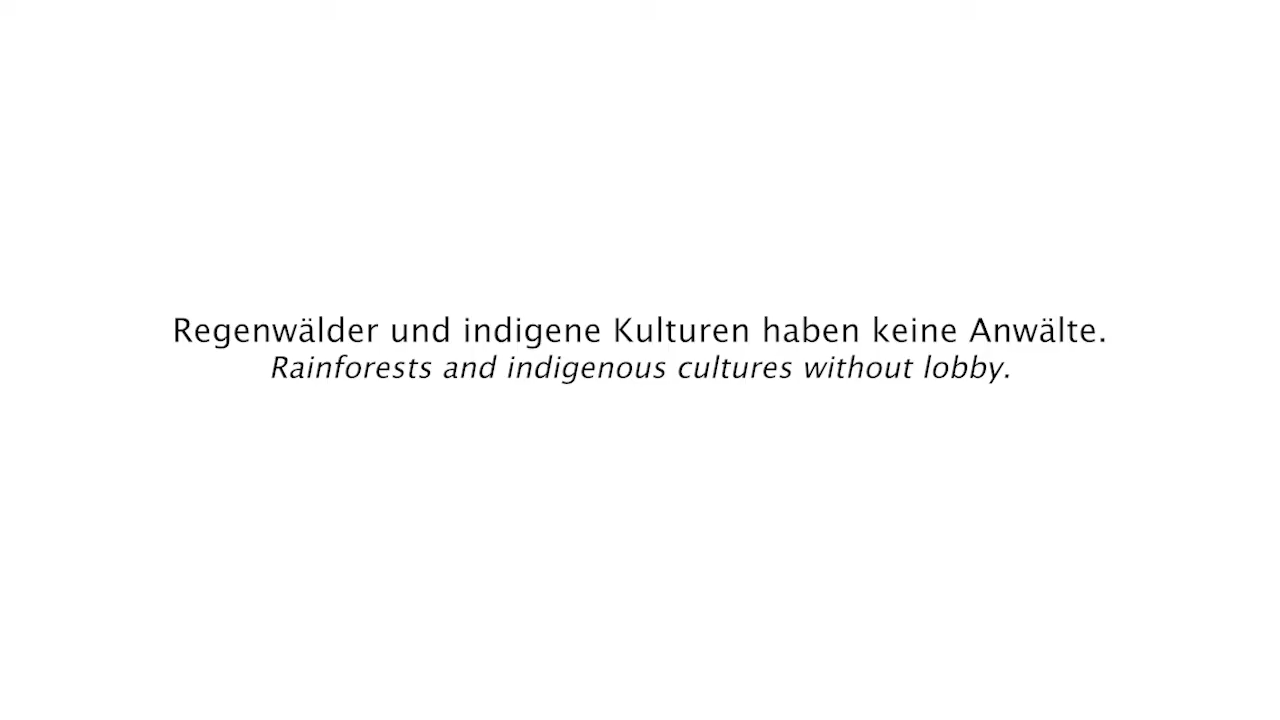 Regenwälder und indigene Kulturen haben keine Anwälte.
Rainforests and indigenous cultures without lobby.